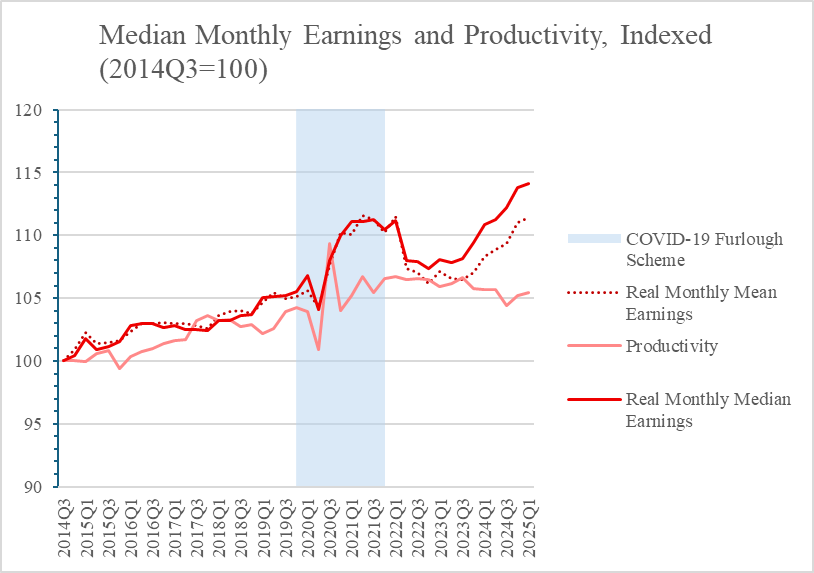 Median Monthly Earnings and Productivity, Indexed
(2014Q3=100)
120
115
110
105
100
95
90
2014Q3
2015Q1
2015Q3
2016Q1
2016Q3
2017Q1
2017Q3
2018Q1
2018Q3
2019Q1
2019Q3
2020Q1
2020Q3
2021Q1
2021Q3
2022Q1
2022Q3
2023Q1
2023Q3
2024Q1
2024Q3
2025Q1
COVID-19 Furlough
Scheme
Real Monthly Mean
Earnings
Productivity
Real Monthly Median
Earnings